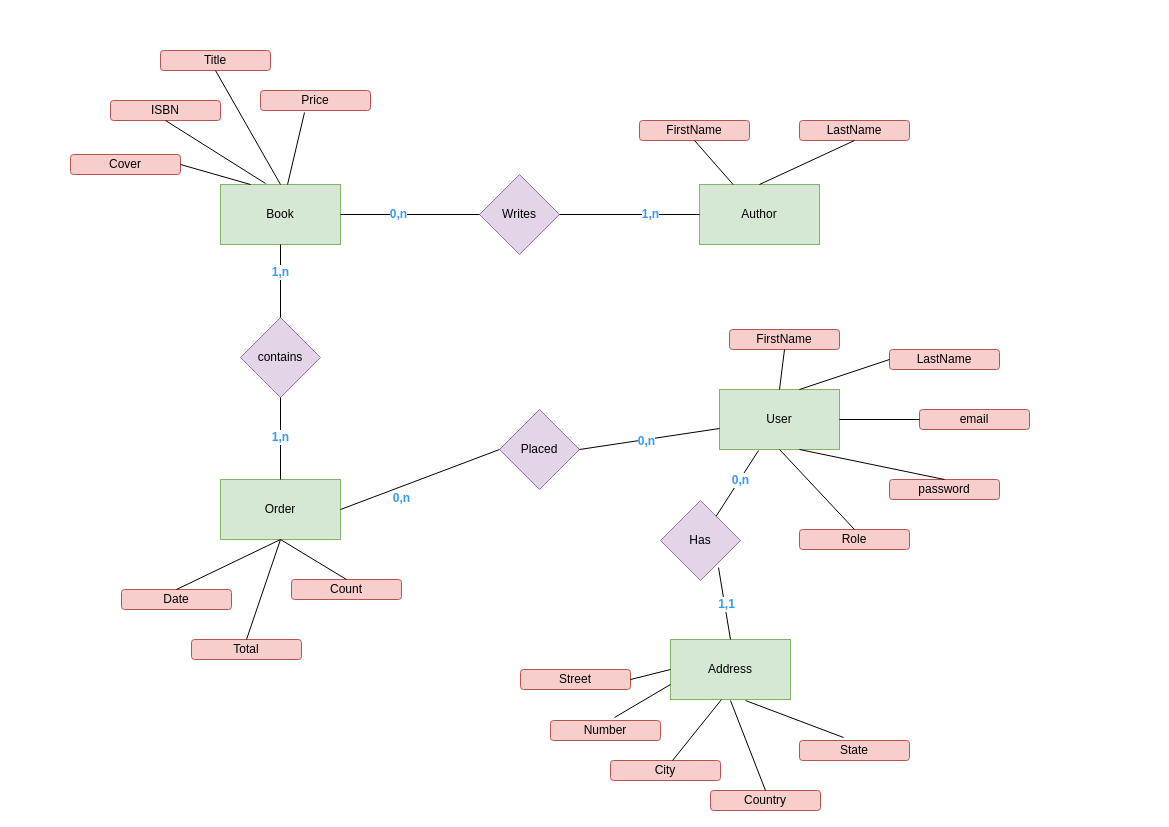 Title
Price
ISBN
Cover
FirstName
LastName
Book
0,n
Writes
1,n
Author
1,n
contains
1,n
FirstName
LastName
User
email
Placed
0,n
0,n
0,n
password
Order
Has
Role
Date
Count
Total
1,1
Address
Street
Number
City
State
Country